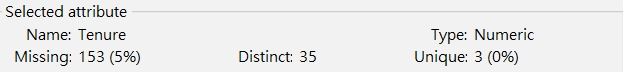 Selected attribute
Name: Tenure Type: Numeric
Missing: 153 (5%) Distinct: 35 Unique: 3 (0%)